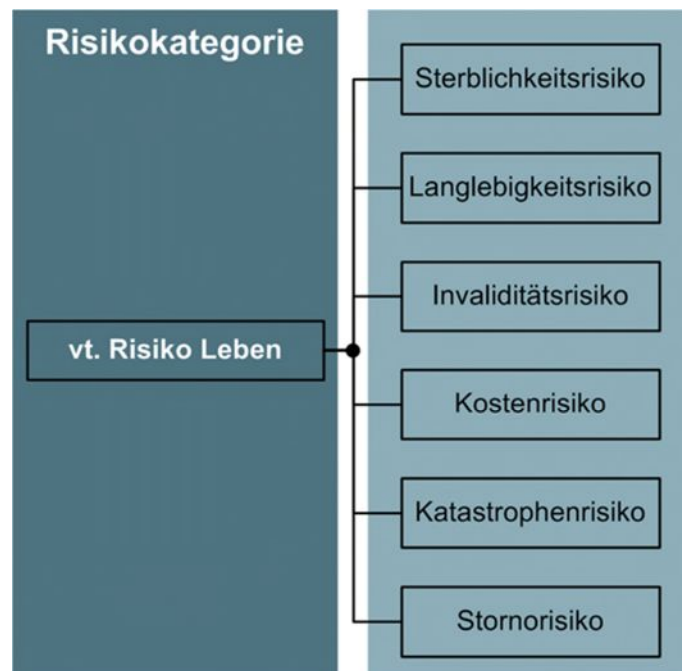 Risikokategorie
vt. Risiko Leben
Sterblichkeitsrisiko
Langlebigkeitsrisiko
Invaliditätsrisiko
Kostenrisiko
Katastrophenrisiko
Stornorisiko